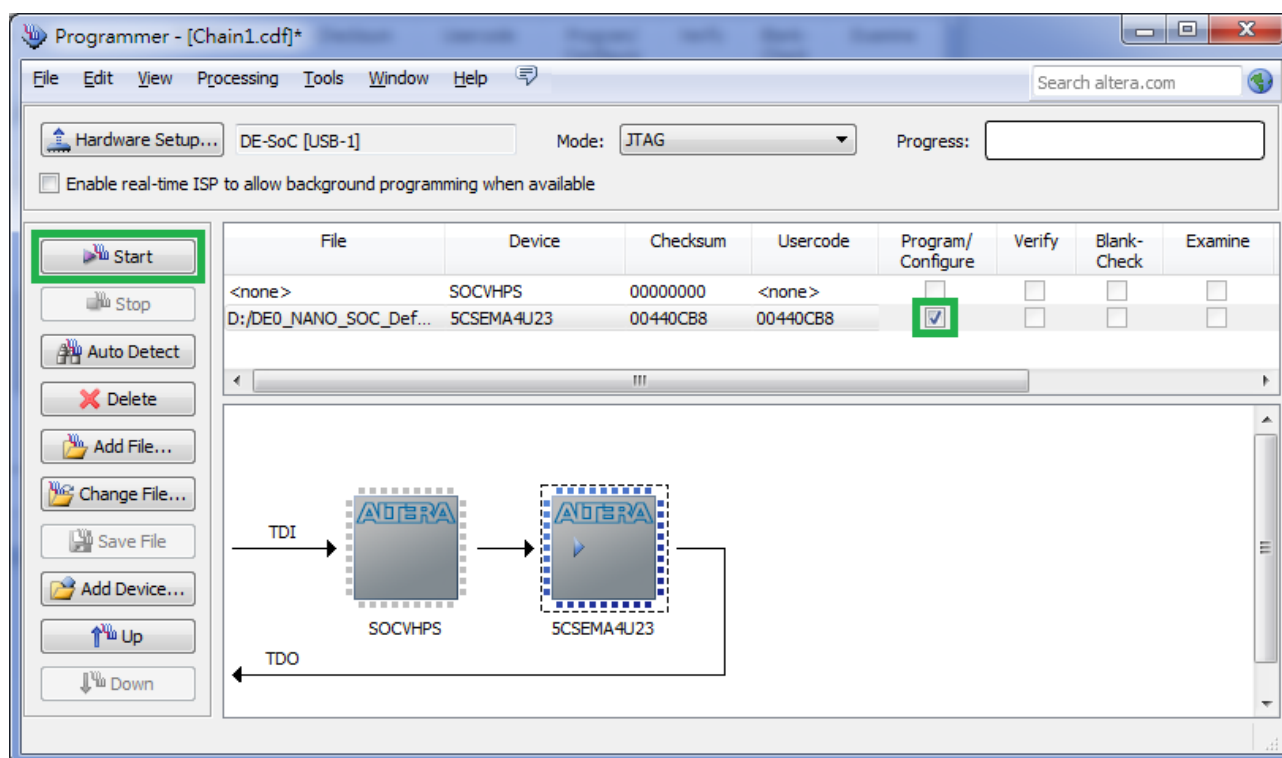 Programmer - [Chain1.cdf]*
File Edit View Processing Tools Window Help
Search altera.com
Hardware Setup... DE-SoC [USB-1] Mode: JTAG Progress:
Enable real-time ISP to allow background programming when available
Start
Stop
Auto Detect
Delete
Add File...
Change File...
Save File
Add Device...
Up
Down
File Device Checksum Usercode Program/ Configure Verify Blank- Check Examine
<none> SOCVHPS 00000000 <none>
D:/DE0_NANO_SOC_Def... 5CSEMA4U23 00440CB8 00440CB8
ALTERA ALTERA
TDI
SOCVHPS 5CSEMA4U23
TDO